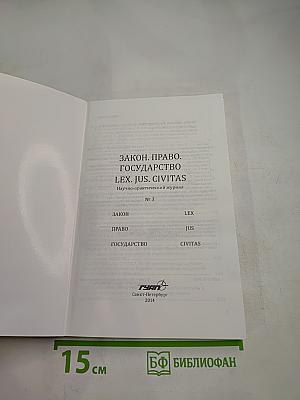 ЗАКОН. ПРАВО.
ГОСУДАРСТВО
LEX. JUS. CIVITAS
Научно-практический журнал
№ 3
ЗАКОН LEX
ПРАВО JUS
ГОСУДАРСТВО CIVITAS
ГУАП
Санкт-Петербург
2014
15 см БФ БИБЛИОФАН